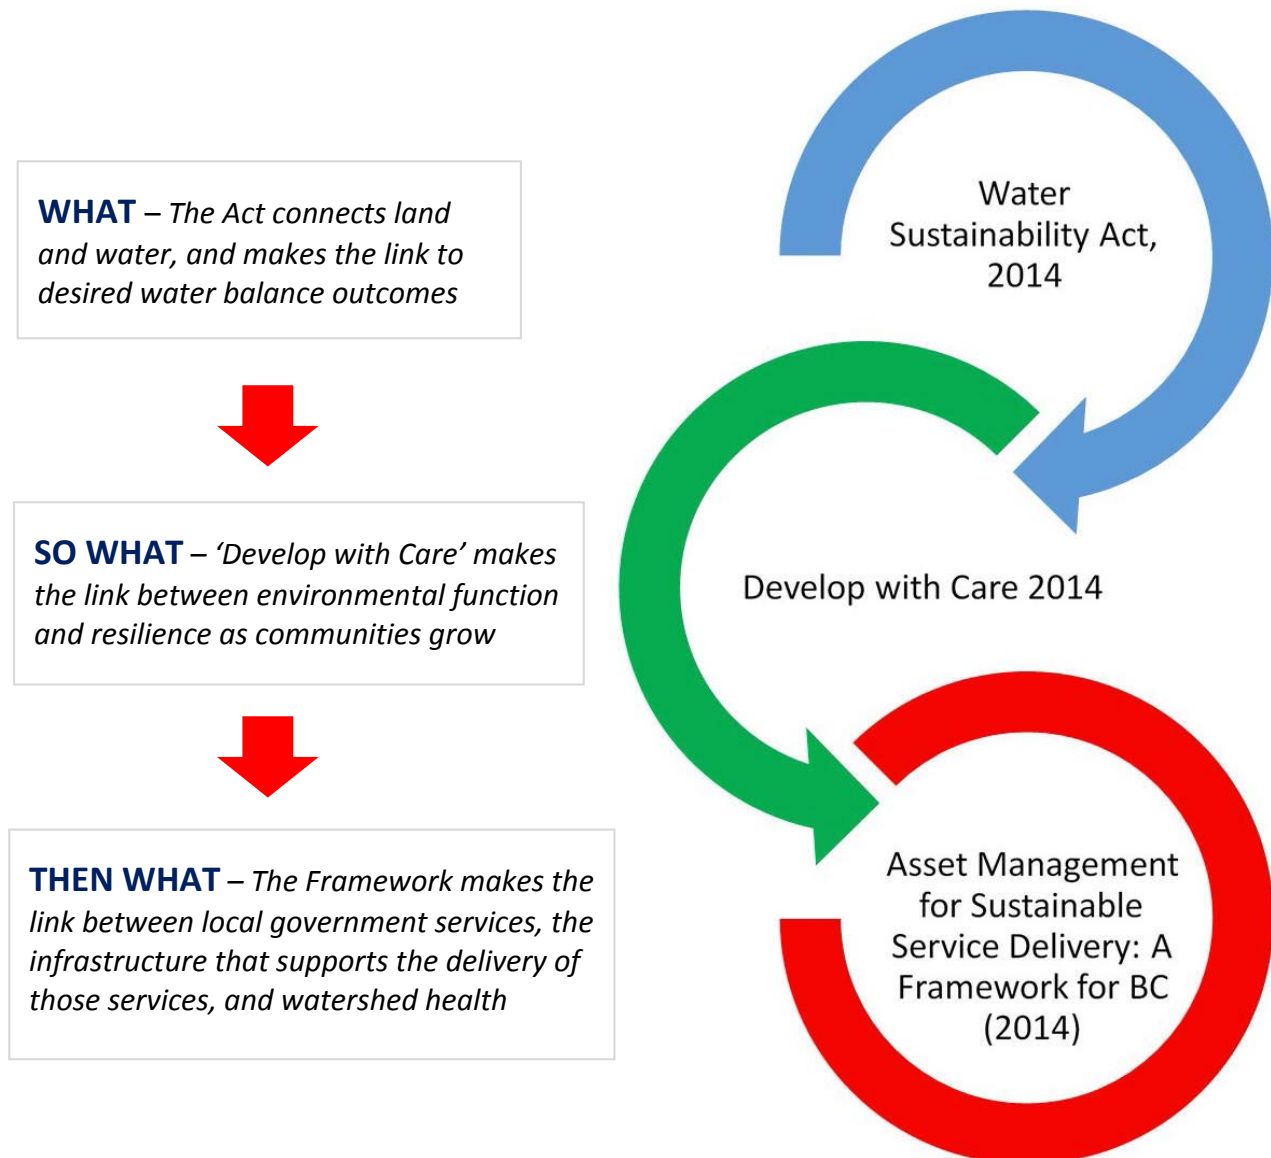 WHAT – The Act connects land
and water, and makes the link to
desired water balance outcomes
Water
Sustainability Act,
2014
SO WHAT – ‘Develop with Care’ makes
the link between environmental function
and resilience as communities grow
Develop with Care 2014
THEN WHAT – The Framework makes the
link between local government services, the
infrastructure that supports the delivery of
those services, and watershed health
Asset Management
for Sustainable
Service Delivery: A
Framework for BC
(2014)